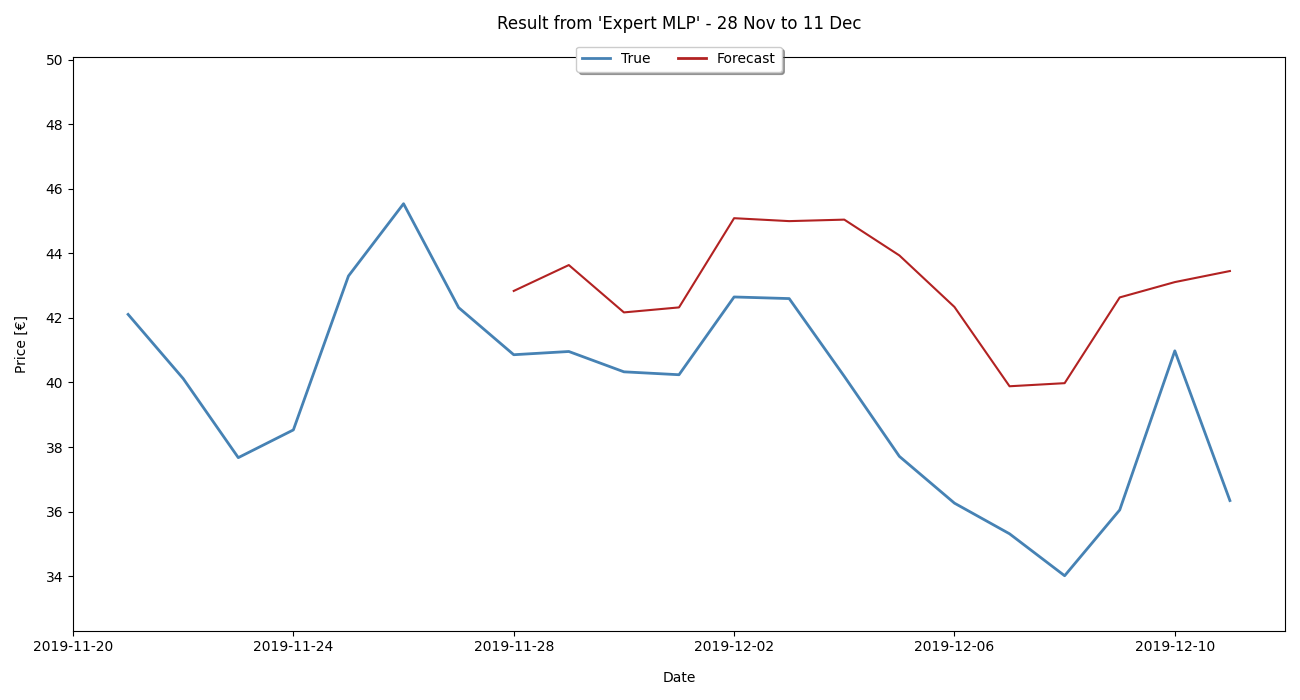 Result from 'Expert MLP' - 28 Nov to 11 Dec
True Forecast
50
48
46
44
42
40
38
36
34
Price [€]
2019-11-20 2019-11-24 2019-11-28 2019-12-02 2019-12-06 2019-12-10
Date